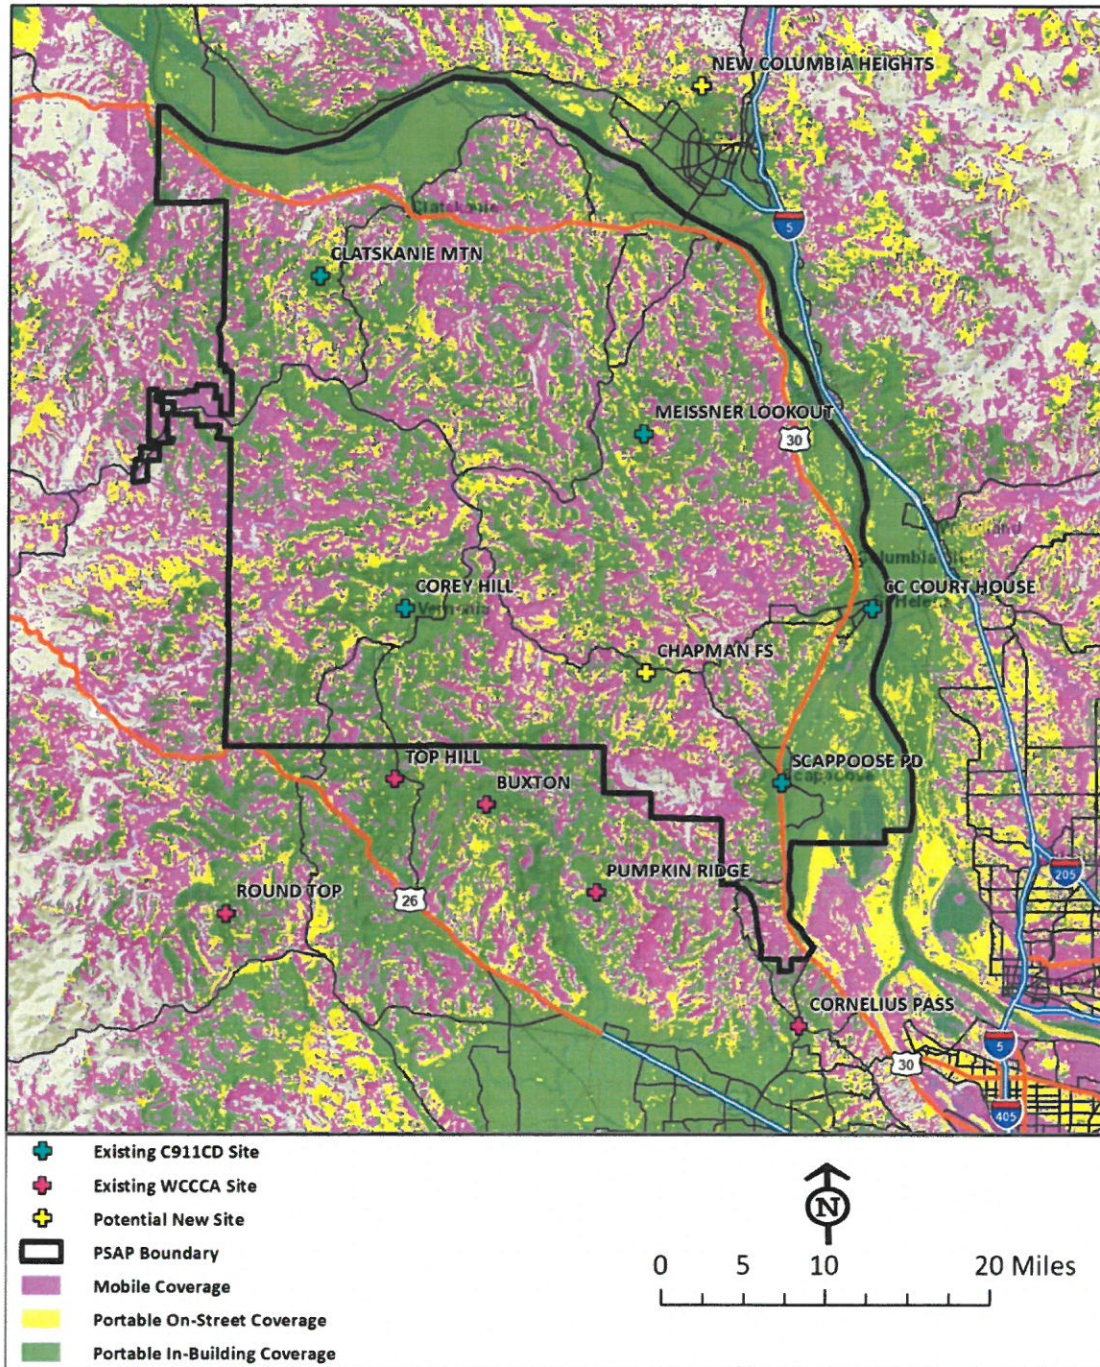 NEW COLUMBIA HEIGHTS
5
Clatskanie
CLATSKANIE MTN
MEISSNER LOOKOUT
30
COREY HILL
CC COURT HOUSE
CHAPMAN FS
TOP HILL
SCAPPOOSE PD
BUXTON
PUMPKIN RIDGE
205
ROUND TOP
26
CORNELIUS PASS
5
30
405
Existing C911CD Site
Existing WCCCA Site
Potential New Site
PSAP Boundary
Mobile Coverage
Portable On-Street Coverage
Portable In-Building Coverage
N
0 5 10 20 Miles